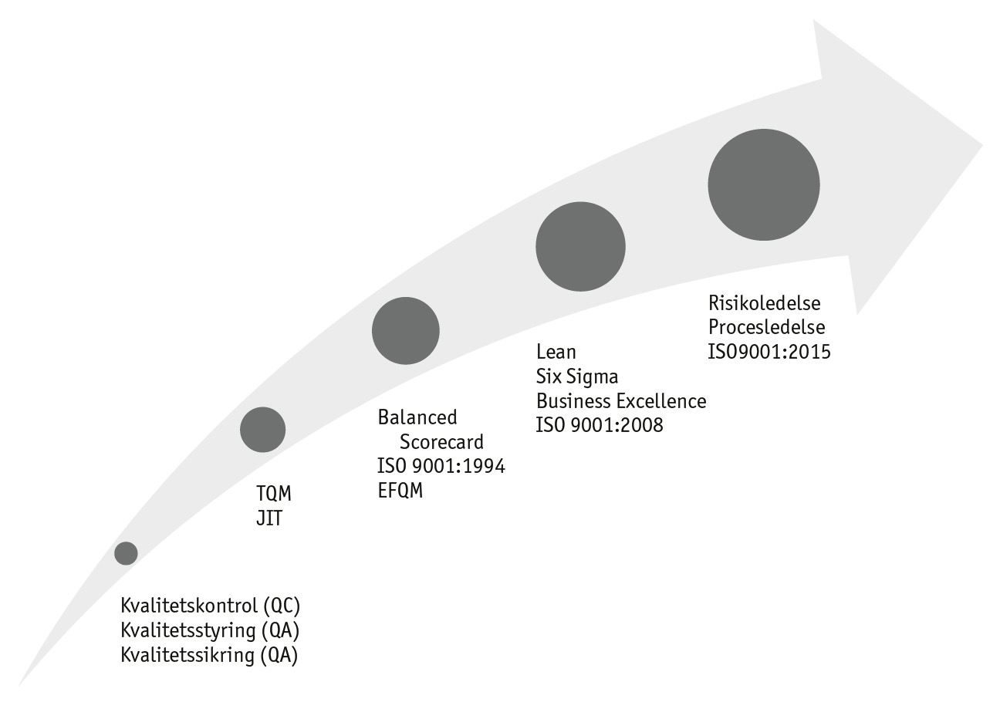 Kvalitetskontrol (QC)
Kvalitetsstyring (QA)
Kvalitetssikring (QA)
TQM
JIT
Balanced
Scorecard
ISO 9001:1994
EFQM
Lean
Six Sigma
Business Excellence
ISO 9001:2008
Risikoledelse
Procesledelse
ISO9001:2015